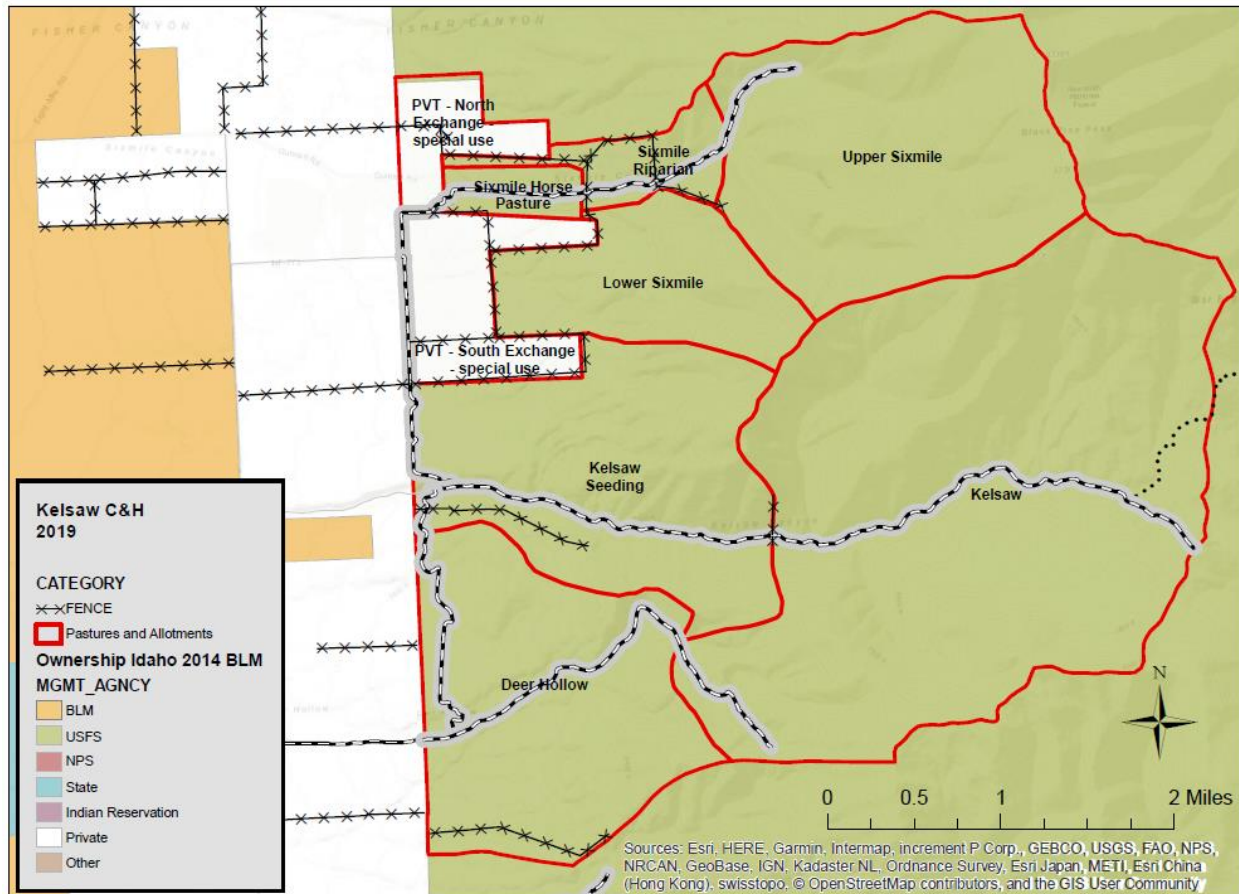 FISHER CANYON
FISHER CANYON
PVT - North
Exchange -
special use
Sixmile Canyon
Sixmile
Riparian
Upper Sixmile
Sixmile Horse
Pasture
Lower Sixmile
PVT - South Exchange
- special use
Kelsaw
Seeding
Kelsaw
Deer Hollow
Hollow
Kelsaw C&H
2019
CATEGORY
FENCE
Pastures and Allotments
Ownership Idaho 2014 BLM
MGMT_AGNCY
BLM
USFS
NPS
State
Indian Reservation
Private
Other
N
0 0.5 1 2 Miles
Sources: Esri, HERE, Garmin, Intermap, increment P Corp., GEBCO, USGS, FAO, NPS,
NRCAN, GeoBase, IGN, Kadaster NL, Ordnance Survey, Esri Japan, METI, Esri China
(Hong Kong), swisstopo, © OpenStreetMap contributors, and the GIS User Community